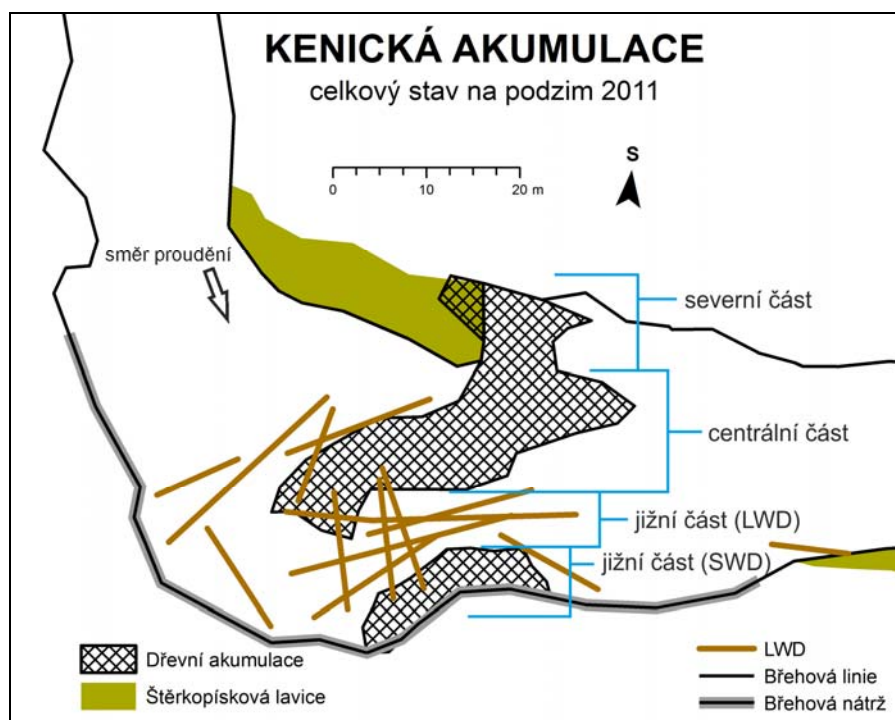 KENICKÁ AKUMULACE
celkový stav na podzim 2011
0 10 20 m
S
směr proudění
severní část
centrální část
jižní část (LWD)
jižní část (SWD)
Dřevní akumulace
Štěrkopísková lavice
LWD
Břehová linie
Břehová nátrž